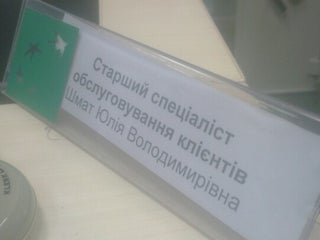 Старший спеціаліст
обслуговування клієнтів
Шмат Юлія Володимирівна